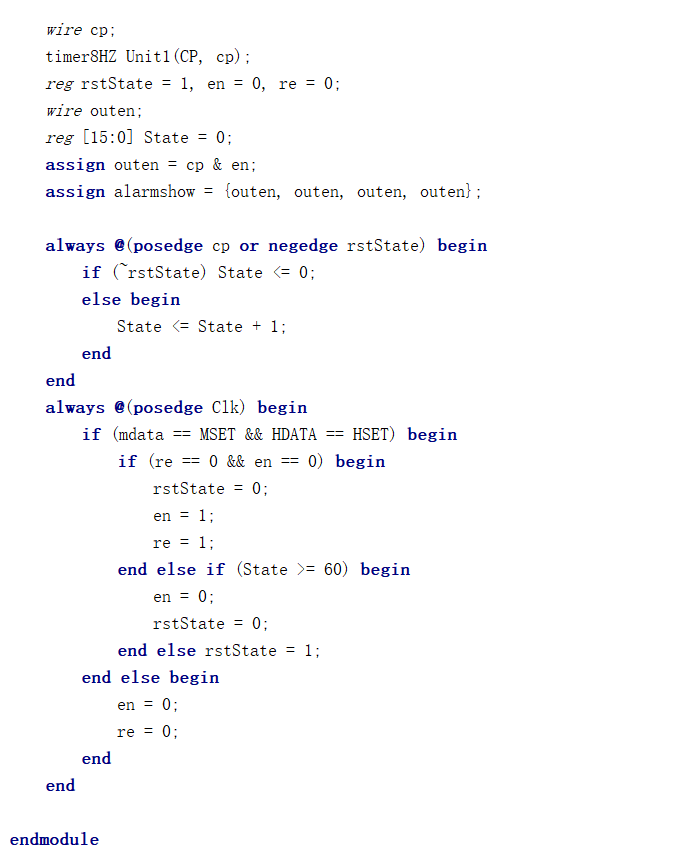 wire cp;
timer8HZ Unit1(CP, cp);
reg rstState = 1, en = 0, re = 0;
wire outen;
reg [15:0] State = 0;
assign outen = cp & en;
assign alarmshow = {outen, outen, outen, outen};
always @(posedge cp or negedge rstState) begin
if (~rstState) State <= 0;
else begin
State <= State + 1;
end
end
always @(posedge Clk) begin
if (mdata == MSET && HDATA == HSET) begin
if (re == 0 && en == 0) begin
rstState = 0;
en = 1;
re = 1;
end else if (State >= 60) begin
en = 0;
rstState = 0;
end else rstState = 1;
end else begin
en = 0;
re = 0;
end
end
endmodule